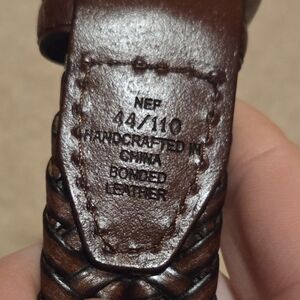 NEP
44/110
HANDCRAFTED IN
CHINA
BONDED
LEATHER